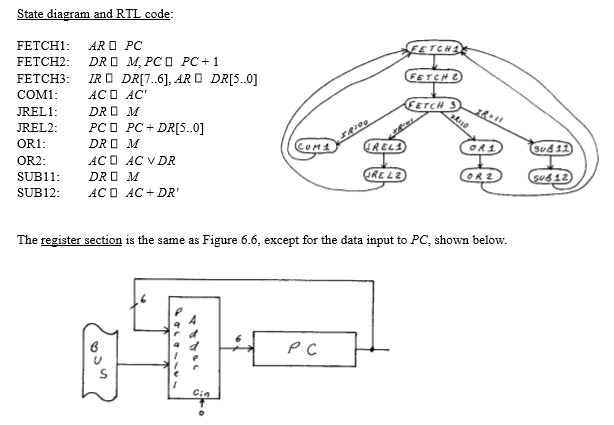 State diagram and RTL code:
FETCH1: AR□ PC
FETCH2: DR□ M, PC□ PC + 1
FETCH3: IR□ DR[7..6], AR□ DR[5..0]
COM1: AC□ AC'
JREL1: DR□ M
JREL2: PC□ PC + DR[5..0]
OR1: DR□ M
OR2: AC□ AC ∨ DR
SUB11: DR□ M
SUB12: AC□ AC + DR'
FETCH1
FETCH2
FETCH 3
IR=00
IR=01
IR=10
IR=11
COM1
JREL1
OR1
SUB11
JREL2
OR2
SUB12
The register section is the same as Figure 6.6, except for the data input to PC, shown below.
6
BUS
Parallel
Adder
6
PC
Cin
0